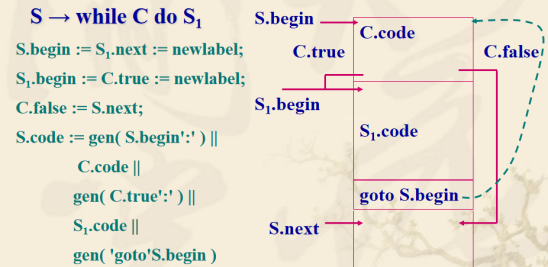 S → while C do S₁
S.begin := S₁.next := newlabel;
S₁.begin := C.true := newlabel;
C.false := S.next;
S.code := gen( S.begin':' ) ||
C.code ||
gen( C.true':' ) ||
S₁.code ||
gen( 'goto'S.begin )
S.begin
C.code
C.true
C.false
S₁.begin
S₁.code
goto S.begin
S.next